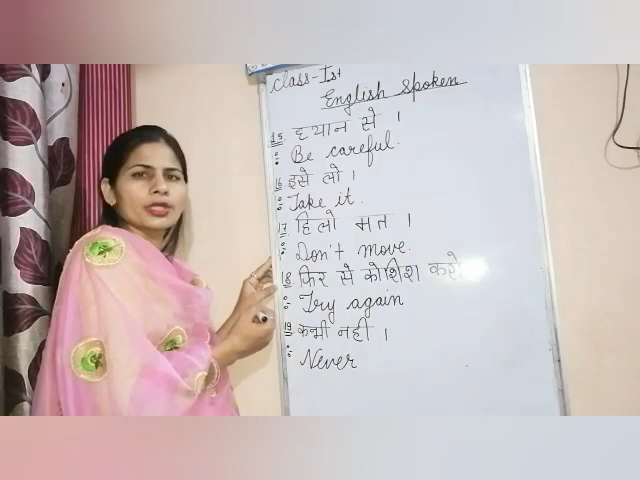 Class-Ist
English Spoken
15 ध्यान से ।
Be careful.
16 इसे लो ।
Take it.
17 हिलो मत ।
Don't move.
18. फिर से कोशिश करो
Try again
19. कभी नहीं ।
Never